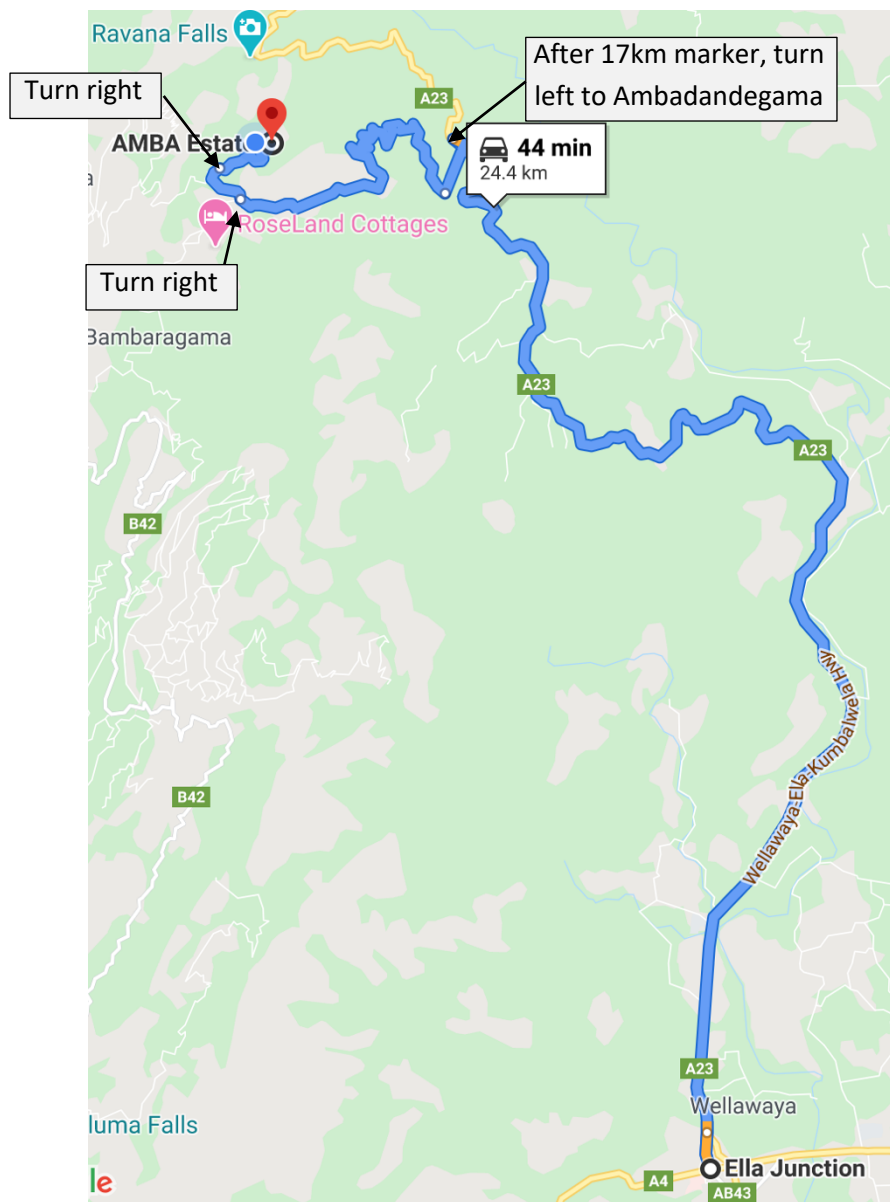 Ravana Falls
After 17km marker, turn
left to Ambadandegama
Turn right
A23
AMBA Estat
44 min
24.4 km
a
RoseLand Cottages
Turn right
Bambaragama
A23
A23
B42
Wellawaya-Ella-Kumbalwela Hwy
B42
A23
Wellawaya
luma Falls
Ella Junction
le
A4
AB43